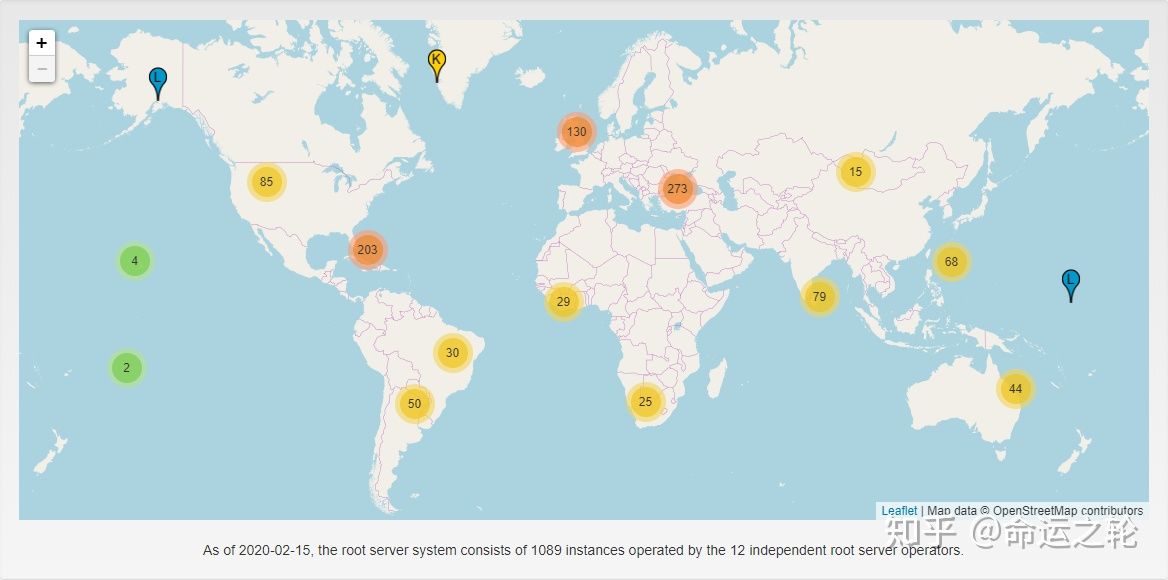 +
−
L
K
130
85
15
273
203
4
68
L
79
29
30
2
44
25
50
Leaflet | Map data © OpenStreetMap contributors
知乎 @命运之轮
As of 2020-02-15, the root server system consists of 1089 instances operated by the 12 independent root server operators.